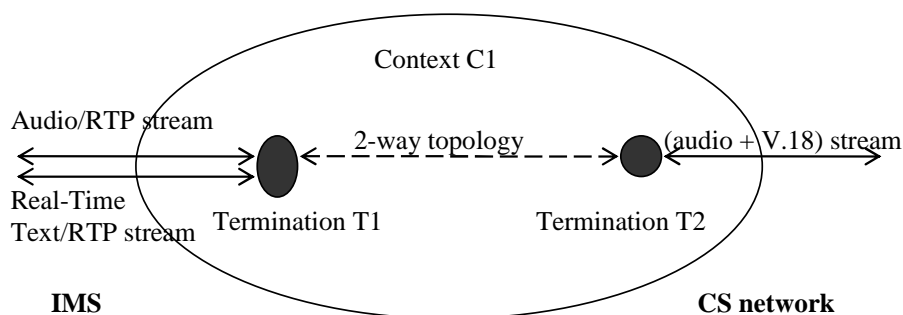 Context C1
Audio/RTP stream
2-way topology
(audio + V.18) stream
Real-Time
Text/RTP stream
Termination T1
Termination T2
IMS
CS network